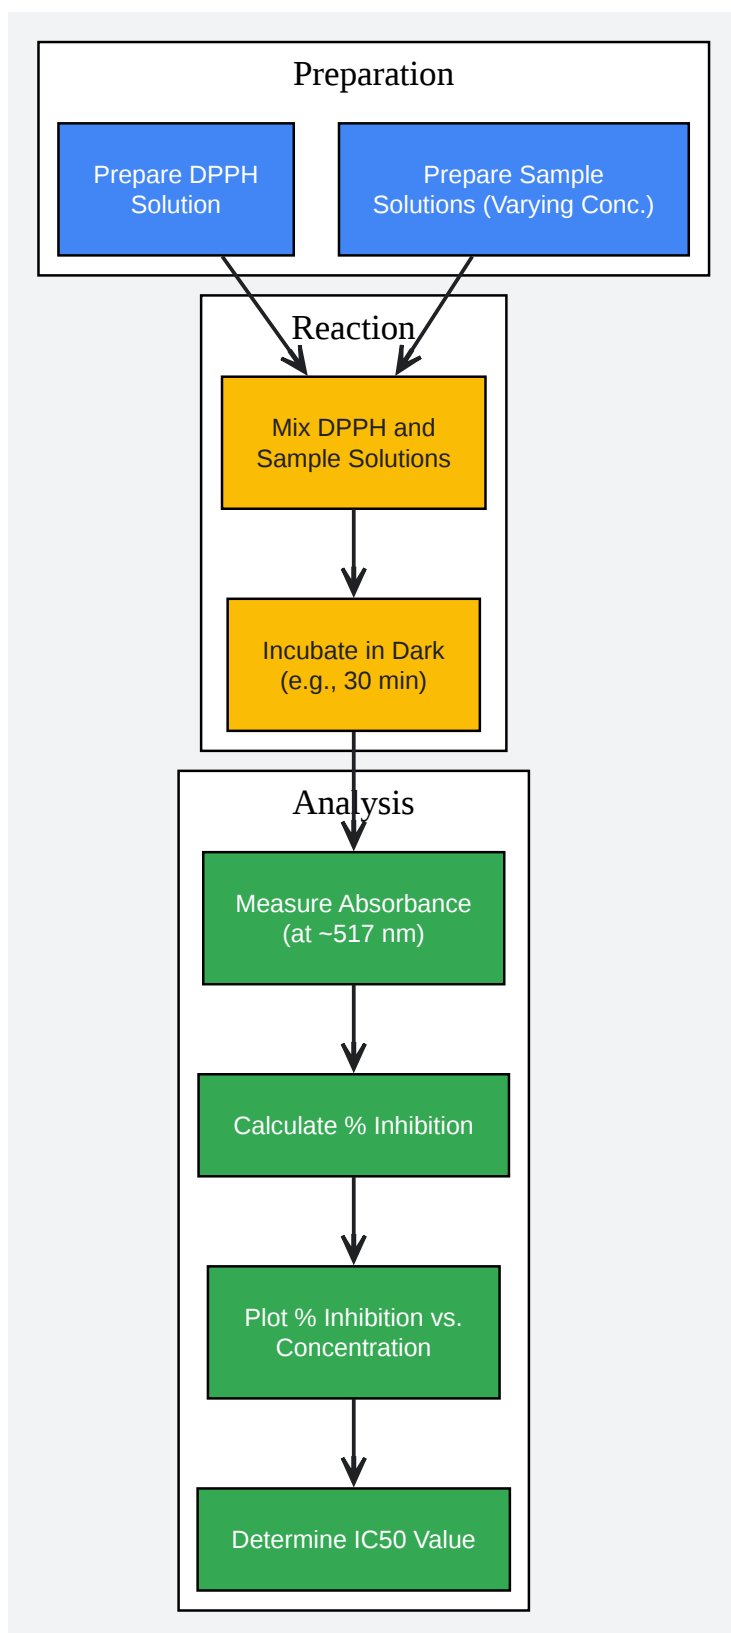 Preparation
Prepare DPPH
Solution
Prepare Sample
Solutions (Varying Conc.)
Reaction
Mix DPPH and
Sample Solutions
Incubate in Dark
(e.g., 30 min)
Analysis
Measure Absorbance
(at ~517 nm)
Calculate % Inhibition
Plot % Inhibition vs.
Concentration
Determine IC50 Value